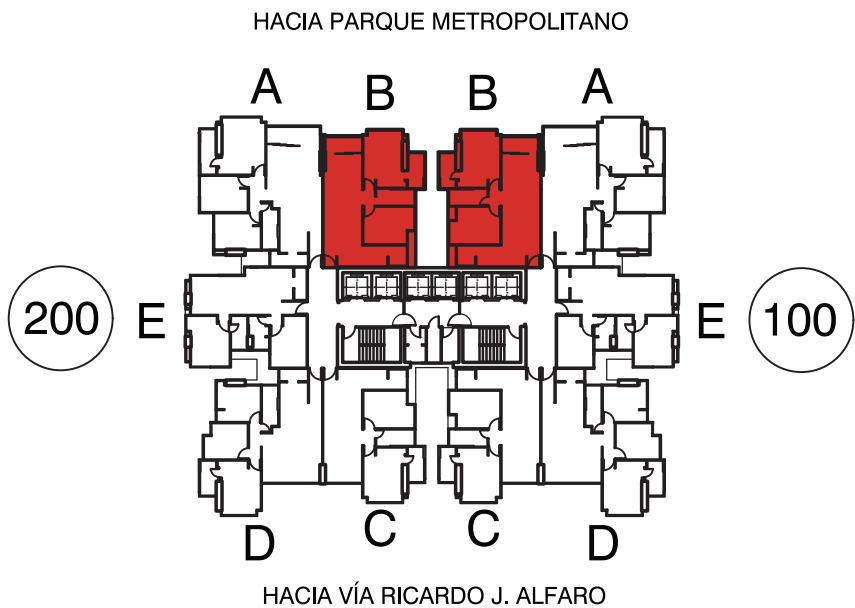 HACIA PARQUE METROPOLITANO
A B B A
200 E E 100
D C C D
HACIA VÍA RICARDO J. ALFARO